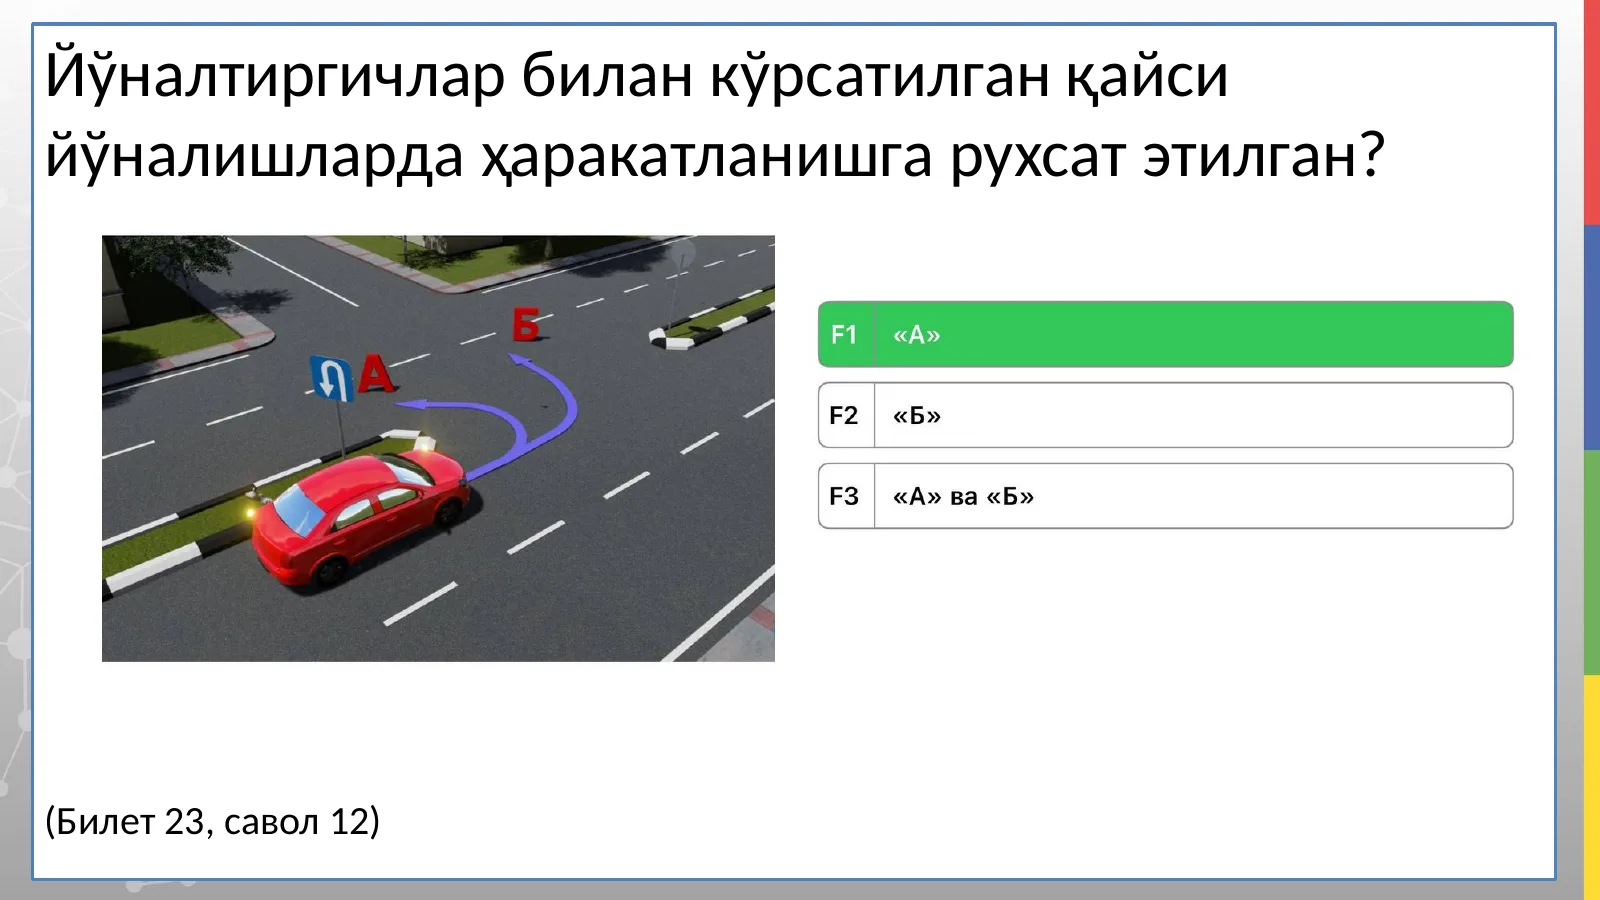 Йўналтиргичлар билан кўрсатилган қайси
йўналишларда ҳаракатланишга рухсат этилган?
Б
А
F1 «А»
F2 «Б»
F3 «А» ва «Б»
(Билет 23, савол 12)